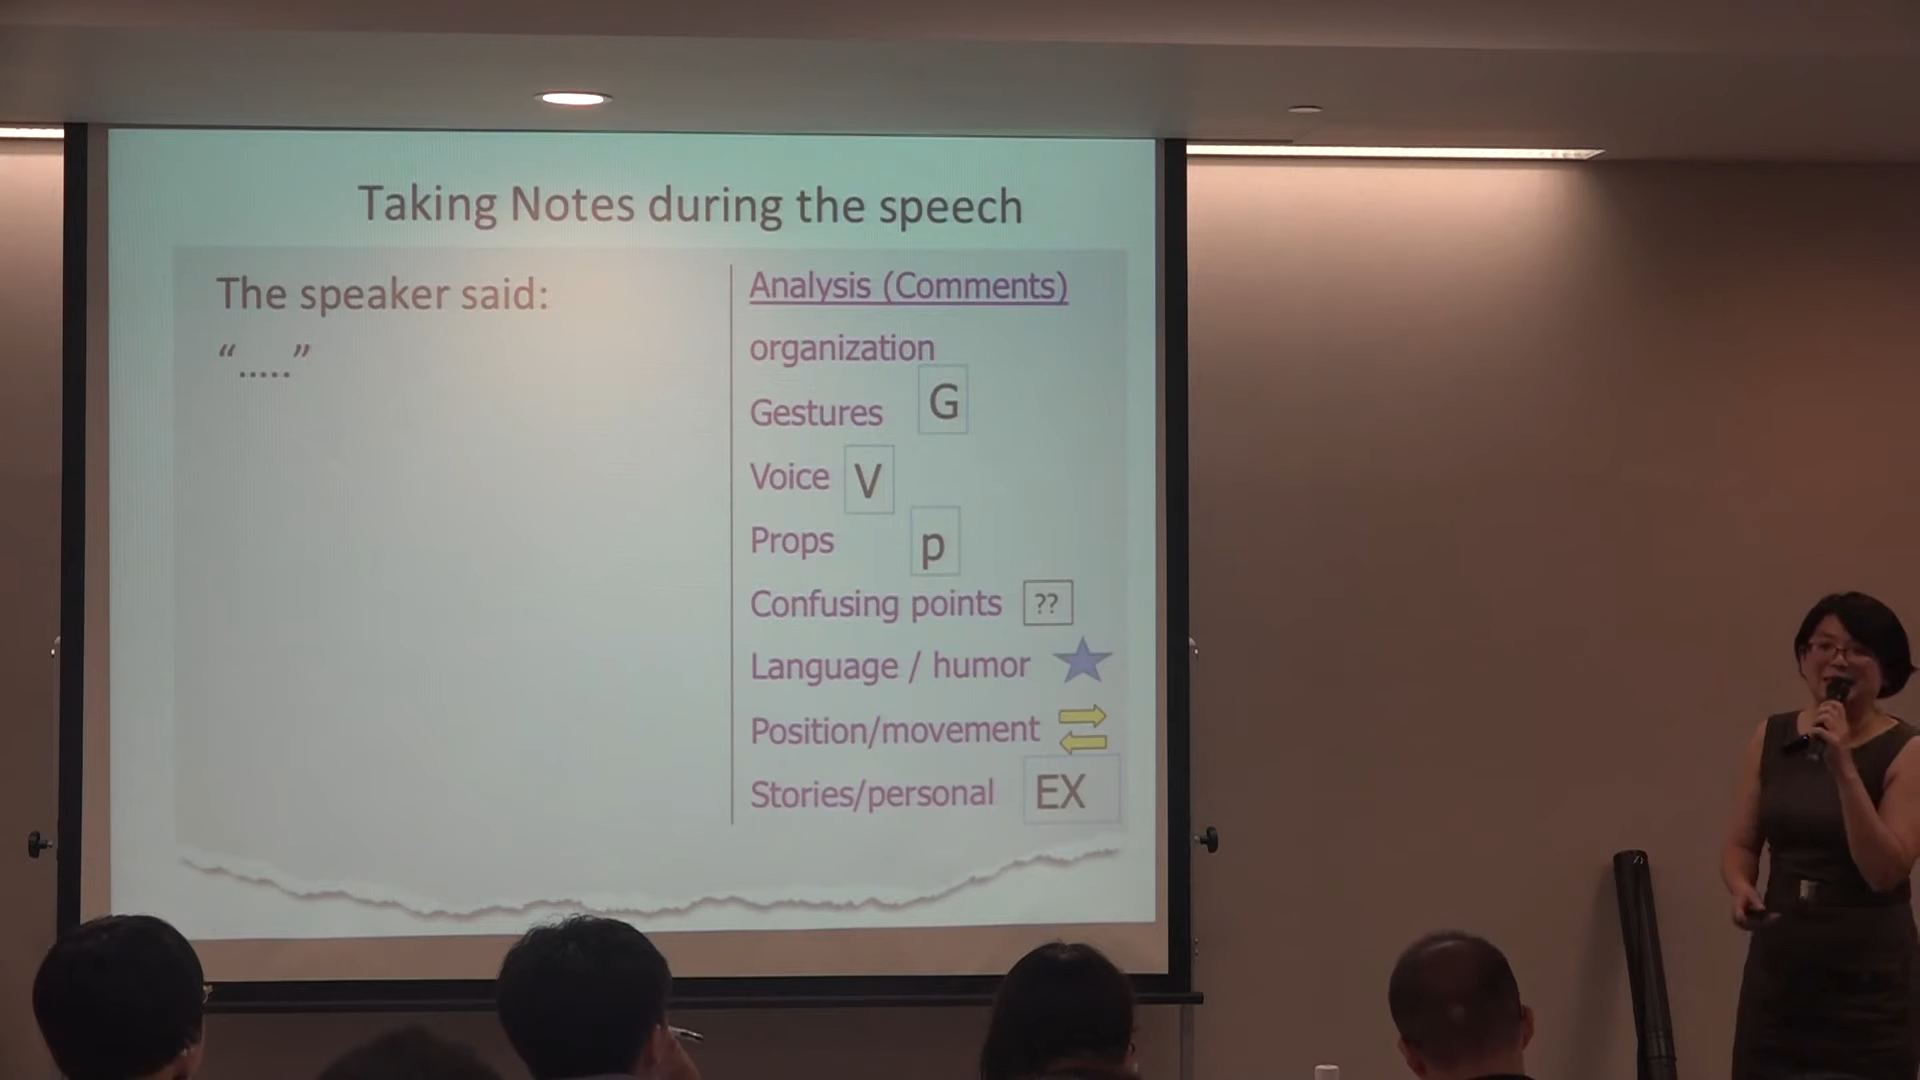 Taking Notes during the speech
The speaker said:
“.....”
Analysis (Comments)
organization
Gestures G
Voice V
Props p
Confusing points ??
Language / humor
Position/movement
Stories/personal EX